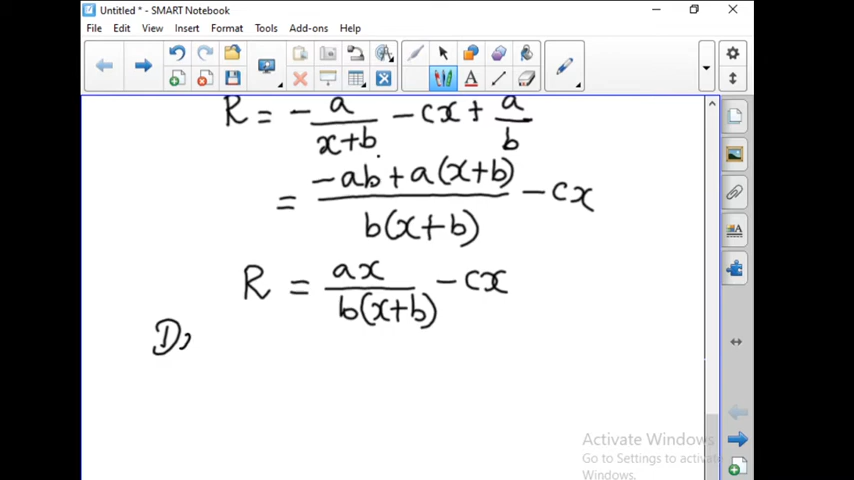 Untitled * - SMART Notebook
File Edit View Insert Format Tools Add-ons Help
R = - a/(x+b) - cx + a/b
= (-ab + a(x+b))/(b(x+b)) - cx
R = ax/(b(x+b)) - cx
Activate Windows
Go to Settings to activate
Windows.